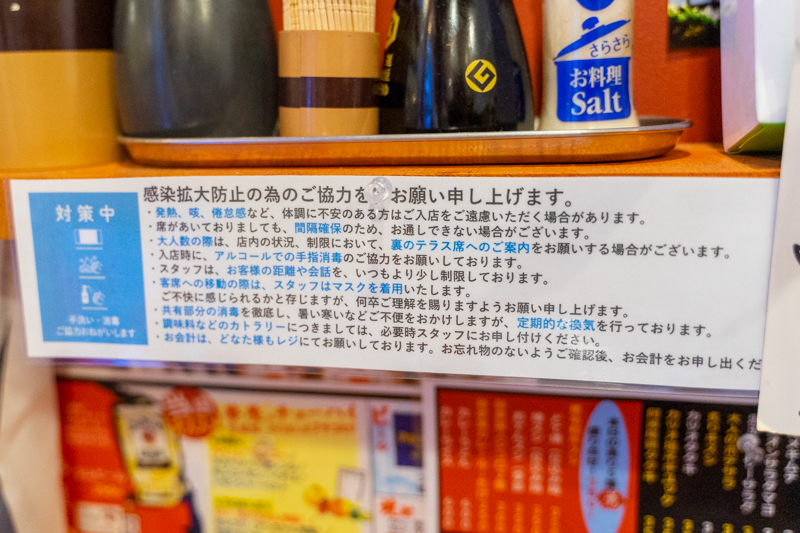 さらさら
お料理
Salt
対策中
手洗い・消毒
ご協力おねがいします
感染拡大防止の為のご協力を お願い申し上げます。
・発熱、咳、倦怠感など、体調に不安のある方はご入店をご遠慮いただく場合があります。
・席があいておりましても、間隔確保のため、お通しできない場合がございます。
・大人数の際は、店内の状況、制限において、裏のテラス席へのご案内をお願いする場合がございます。
・入店時に、アルコールでの手指消毒のご協力をお願いしております。
・スタッフは、お客様の距離や会話を、いつもより少し制限しております。
・客席への移動の際は、スタッフはマスクを着用いたします。
ご不快に感じられるかと存じますが、何卒ご理解を賜りますようお願い申し上げます。
・共有部分の消毒を徹底し、暑い寒いなどご不便をおかけしますが、定期的な換気を行っております。
・調味料などのカトラリーにつきましては、必要時スタッフにお申し付けください。
・お会計は、どなた様もレジにてお願いしております。お忘れ物のないようご確認後、お会計をお申し出くだ